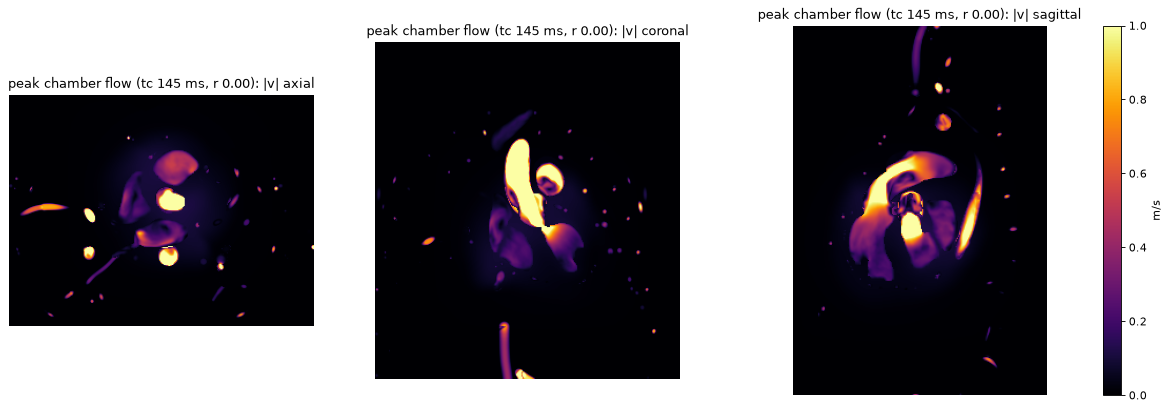 peak chamber flow (tc 145 ms, r 0.00): |v| axial
peak chamber flow (tc 145 ms, r 0.00): |v| coronal
peak chamber flow (tc 145 ms, r 0.00): |v| sagittal
1.0
0.8
0.6
0.4
0.2
0.0
m/s